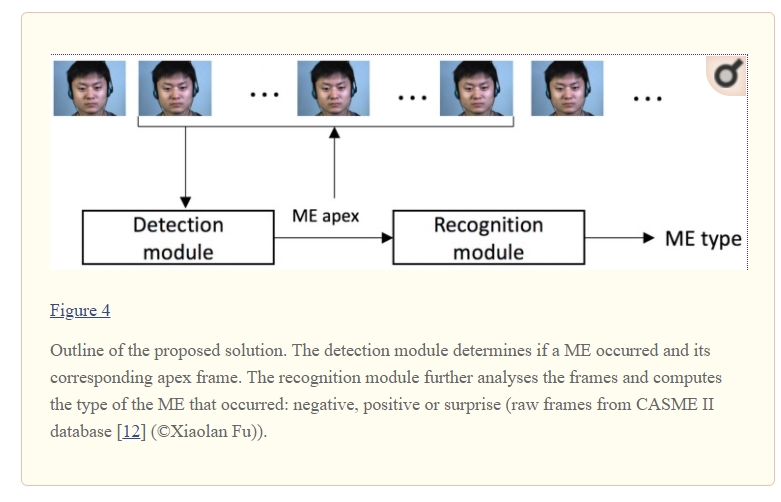 ME apex
Detection
module
Recognition
module
ME type
Figure 4
Outline of the proposed solution. The detection module determines if a ME occurred and its
corresponding apex frame. The recognition module further analyses the frames and computes
the type of the ME that occurred: negative, positive or surprise (raw frames from CASME II
database [12] (©Xiaolan Fu)).